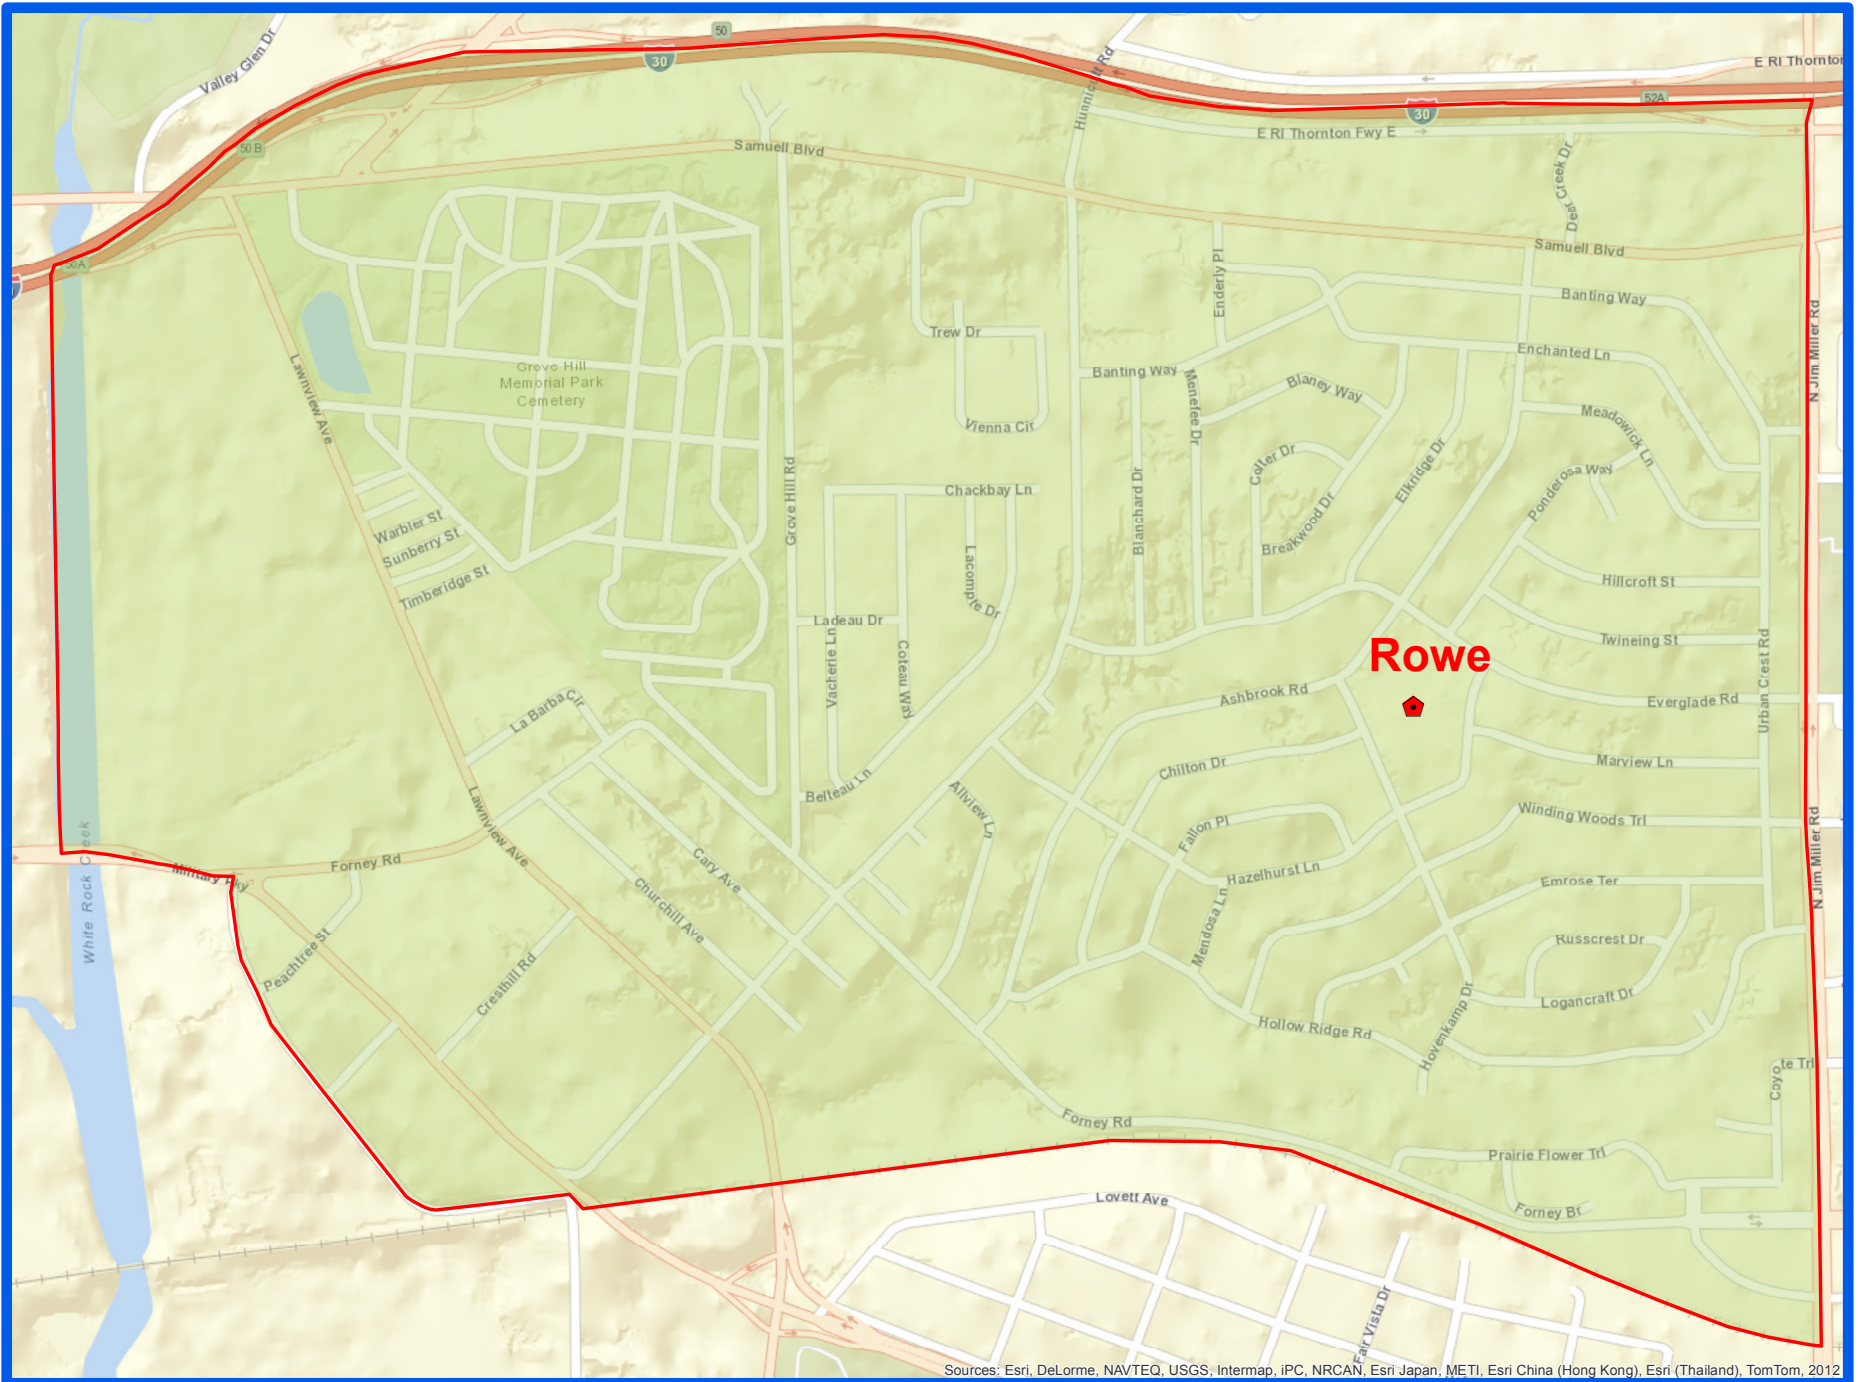 50
30
Valley Glen Dr
Hunnicutt Rd
E RI Thornton
52A
30
E RI Thornton Fwy E
50 B
Samuell Blvd
Deer Creek Dr
Samuell Blvd
50A
Enderly Pl
Banting Way
N Jim Miller Rd
Trew Dr
Enchanted Ln
Lawnview Ave
Grove Hill
Memorial Park
Cemetery
Banting Way
Menefee Dr
Blaney Way
Meadowick Ln
Vienna Cir
Colter Dr
Elkridge Dr
Ponderosa Way
Grove Hill Rd
Chackbay Ln
Blanchard Dr
Breakwood Dr
Warbler St
Sunberry St
Timberidge St
Lacompte Dr
Hillcroft St
Ladeau Dr
Vacherie Ln
Coteau Way
Twineing St
Urban Crest Rd
Rowe
Ashbrook Rd
Everglade Rd
La Barba Cir
Chilton Dr
Marview Ln
Belteau Ln
Allview Ln
Lawnview Ave
Fallon Pl
Winding Woods Trl
N Jim Miller Rd
White Rock Creek
Military Pky
Forney Rd
Cary Ave
Churchill Ave
Hazelhurst Ln
Emrose Ter
Mendosa Ln
Peachtree St
Cresthill Rd
Russcrest Dr
Logancraft Dr
Hollow Ridge Rd
Hovenkamp Dr
Coyote Trl
Forney Rd
Prairie Flower Trl
Lovett Ave
Forney Br
Fair Vista Dr
Sources: Esri, DeLorme, NAVTEQ, USGS, Intermap, iPC, NRCAN, Esri Japan, METI, Esri China (Hong Kong), Esri (Thailand), TomTom, 2012